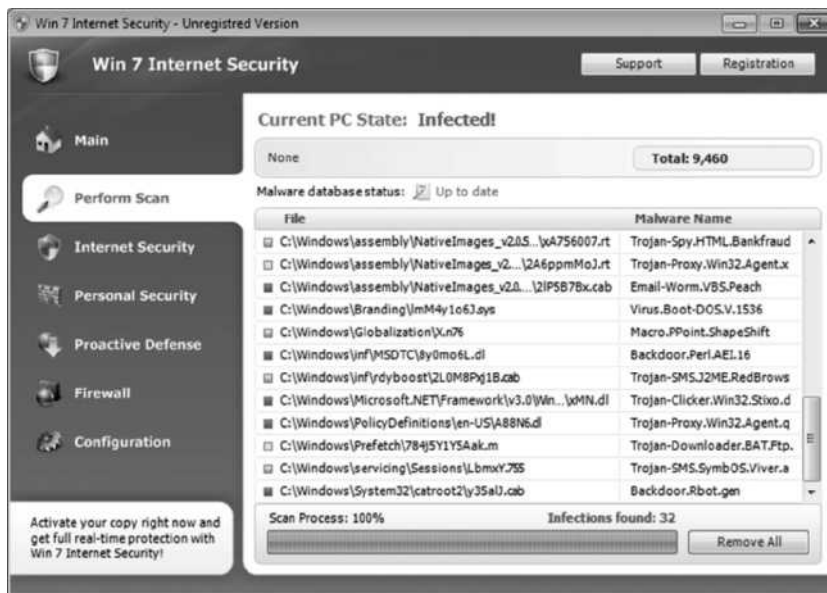 Win 7 Internet Security - Unregistred Version
Win 7 Internet Security
Support
Registration
Main
Perform Scan
Internet Security
Personal Security
Proactive Defense
Firewall
Configuration
Activate your copy right now and
get full real-time protection with
Win 7 Internet Security!
Current PC State: Infected!
None
Total: 9,460
Malware database status: Up to date
File Malware Name
C:\Windows\assembly\NativeImages_v2.0.5...\xA756007.rt Trojan-Spy.HTML.Bankfraud
C:\Windows\assembly\NativeImages_v2....\2A6ppmMoJ.rt Trojan-Proxy.Win32.Agent.x
C:\Windows\assembly\NativeImages_v2.0....\2lP5B7Bx.cab Email-Worm.VBS.Peach
C:\Windows\Branding\lmM4y1o6J.sys Virus.Boot-DOS.V.1536
C:\Windows\Globalization\X.n76 Macro.PPoint.ShapeShift
C:\Windows\inf\MSDTC\8y0mo6L.dl Backdoor.Perl.AEI.16
C:\Windows\inf\rdyboost\2L0M8Pxj1B.cab Trojan-SMS.J2ME.RedBrows
C:\Windows\Microsoft.NET\Framework\v3.0\Win...\xMN.dl Trojan-Clicker.Win32.Stixo.d
C:\Windows\PolicyDefinitions\en-US\A88N6.dl Trojan-Proxy.Win32.Agent.q
C:\Windows\Prefetch\784j5Y1Y5Aak.m Trojan-Downloader.BAT.Ftp.
C:\Windows\servicing\Sessions\LbmxY.755 Trojan-SMS.SymbOS.Viver.a
C:\Windows\System32\catroot2\y35alJ.cab Backdoor.Rbot.gen
Scan Process: 100%
Infections found: 32
Remove All